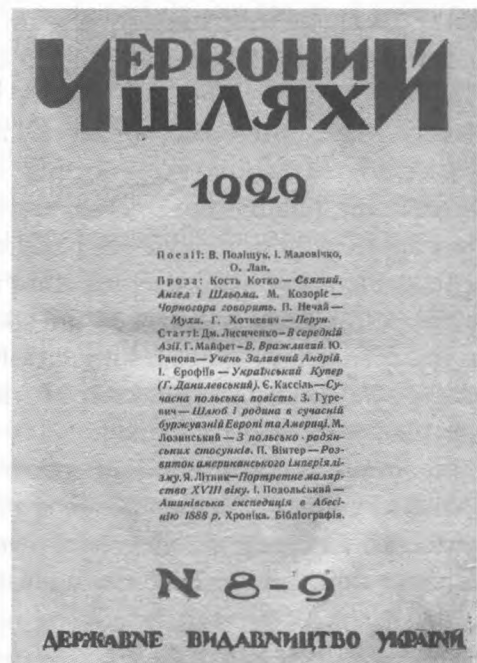 ЧЕРВОНИЙ
ШЛЯХ
1929
Поезії: В. Поліщук, І. Маловічко,
О. Лан.
Проза: Кость Котко — Святий,
Ангел і Шльома. М. Козоріс —
Чорногора говорить. П. Нечай —
Муха. Г. Хоткевич — Перун.
Статті: Дм. Лисиченко — В середній
Азії. Г. Майфет — В. Вражливий. Ю.
Ранова — Учень Заливчий Андрій.
І. Єрофіїв — Український Купер
(Г. Данилевський). Є. Кассіль — Су-
часна польська повість. З. Гуре-
вич — Шлюб і родина в сучасній
буржуазній Европі та Америці. М.
Лозинський — З польсько-радян-
ських стосунків. П. Вінтер — Роз-
виток американського імперіялі-
зму. Я. Літник — Портретне маляр-
ство XVIII віку. І. Подольський —
Ашанівська експедиція в Абесі-
нію 1888 р. Хроніка. Бібліографія.
N 8-9
ДЕРЖАВНЕ ВИДАВНИЦТВО УКРАЇНИ